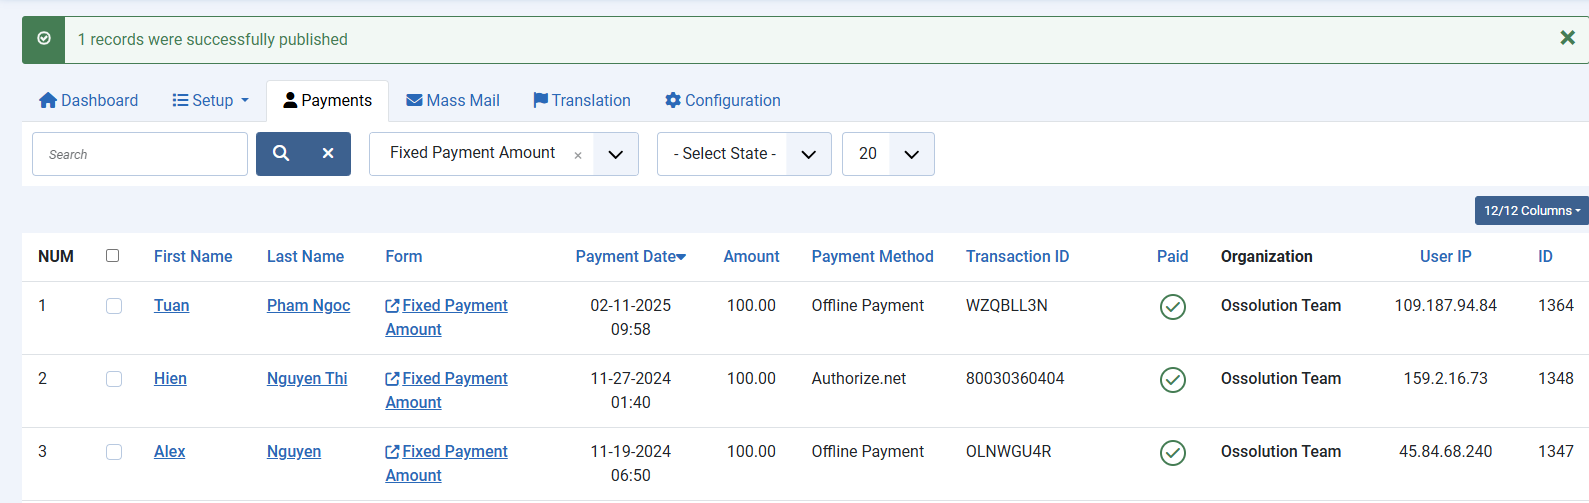 1 records were successfully published
Dashboard Setup Payments Mass Mail Translation Configuration
Search Fixed Payment Amount × - Select State - 20
12/12 Columns
NUM First Name Last Name Form Payment Date Amount Payment Method Transaction ID Paid Organization User IP ID
1 Tuan Pham Ngoc Fixed Payment 02-11-2025 100.00 Offline Payment WZQBLL3N Ossolution Team 109.187.94.84 1364
Amount 09:58
2 Hien Nguyen Thi Fixed Payment 11-27-2024 100.00 Authorize.net 80030360404 Ossolution Team 159.2.16.73 1348
Amount 01:40
3 Alex Nguyen Fixed Payment 11-19-2024 100.00 Offline Payment OLNWGU4R Ossolution Team 45.84.68.240 1347
Amount 06:50